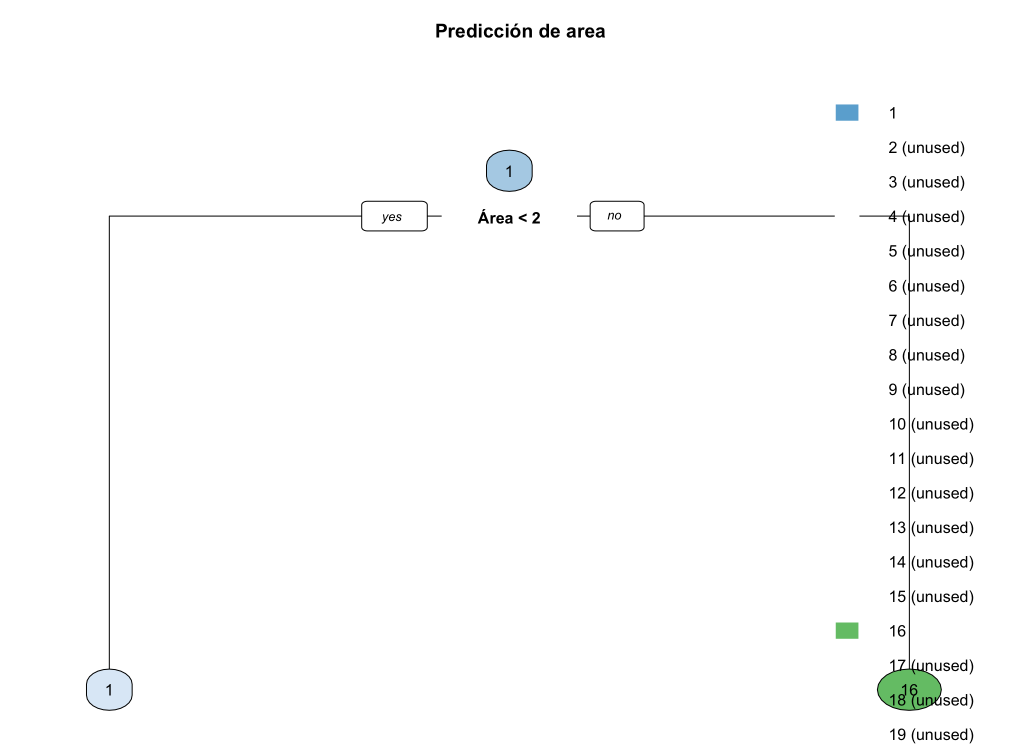 Predicción de area
1
2 (unused)
1
3 (unused)
yes
Área < 2
no
4 (unused)
5 (unused)
6 (unused)
7 (unused)
8 (unused)
9 (unused)
10 (unused)
11 (unused)
12 (unused)
13 (unused)
14 (unused)
15 (unused)
16
17 (unused)
1
16
18 (unused)
19 (unused)